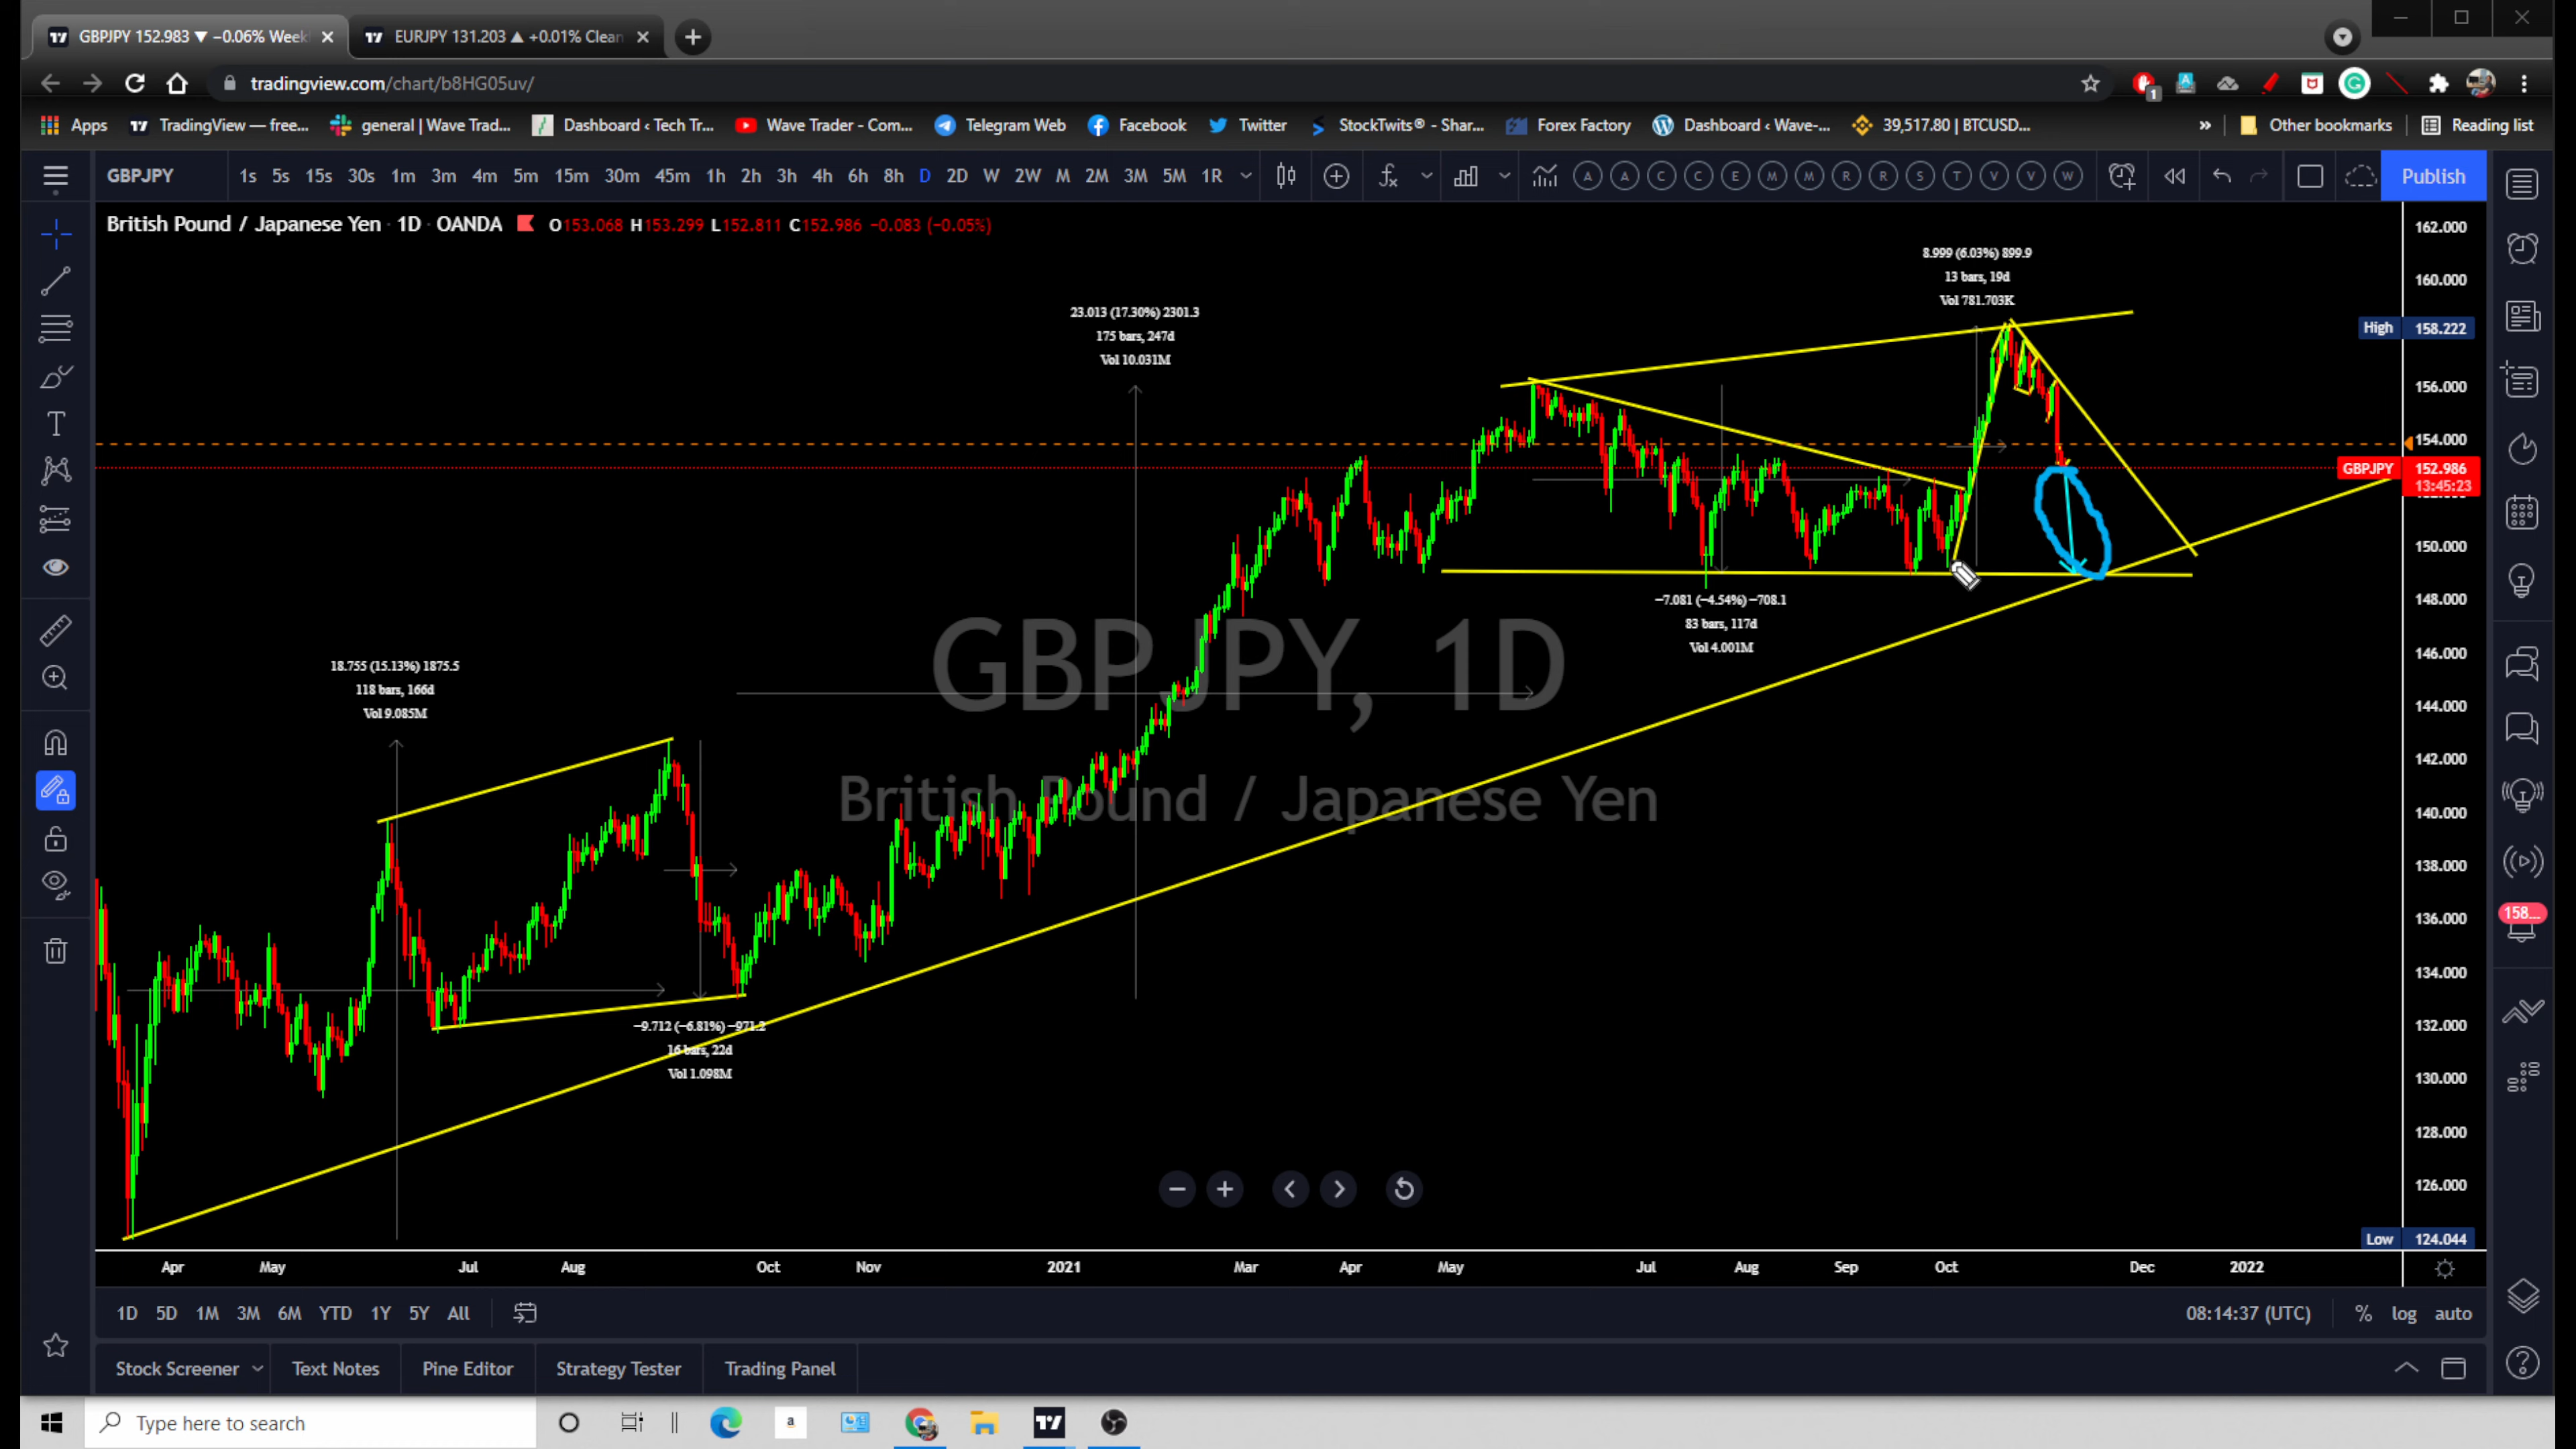 GBPJPY 152.983 ▼ −0.06% Week
EURJPY 131.203 ▲ +0.01% Clean
tradingview.com/chart/b8HG05uv/
1
Apps TradingView — free... general | Wave Trad... Dashboard ‹ Tech Tr... Wave Trader - Com... Telegram Web Facebook Twitter StockTwits® - Shar... Forex Factory Dashboard ‹ Wave-... 39,517.80 | BTCUSD... » Other bookmarks Reading list
GBPJPY 1s 5s 15s 30s 1m 3m 4m 5m 15m 30m 45m 1h 2h 3h 4h 6h 8h D 2D W 2W M 2M 3M 5M 1R A A C C E M M R R S T V V W Publish
British Pound / Japanese Yen · 1D · OANDA O153.068 H153.299 L152.811 C152.986 −0.083 (−0.05%)
8.999 (6.03%) 899.9
13 bars, 19d
Vol 781.703K
23.013 (17.30%) 2301.3
175 bars, 247d
Vol 10.031M
−7.081 (−4.54%) −708.1
83 bars, 117d
Vol 4.001M
18.755 (15.13%) 1875.5
118 bars, 166d
Vol 9.085M
−9.712 (−6.81%) −971.2
16 bars, 22d
Vol 1.098M
GBPJPY, 1D
British Pound / Japanese Yen
162.000
160.000
High 158.222
156.000
154.000
GBPJPY 152.986
13:45:23
150.000
148.000
146.000
144.000
142.000
140.000
138.000
136.000
134.000
132.000
130.000
128.000
126.000
Low 124.044
158...
Apr May Jul Aug Oct Nov 2021 Mar Apr May Jul Aug Sep Oct Dec 2022
1D 5D 1M 3M 6M YTD 1Y 5Y All 08:14:37 (UTC) % log auto
Stock Screener Text Notes Pine Editor Strategy Tester Trading Panel
Type here to search